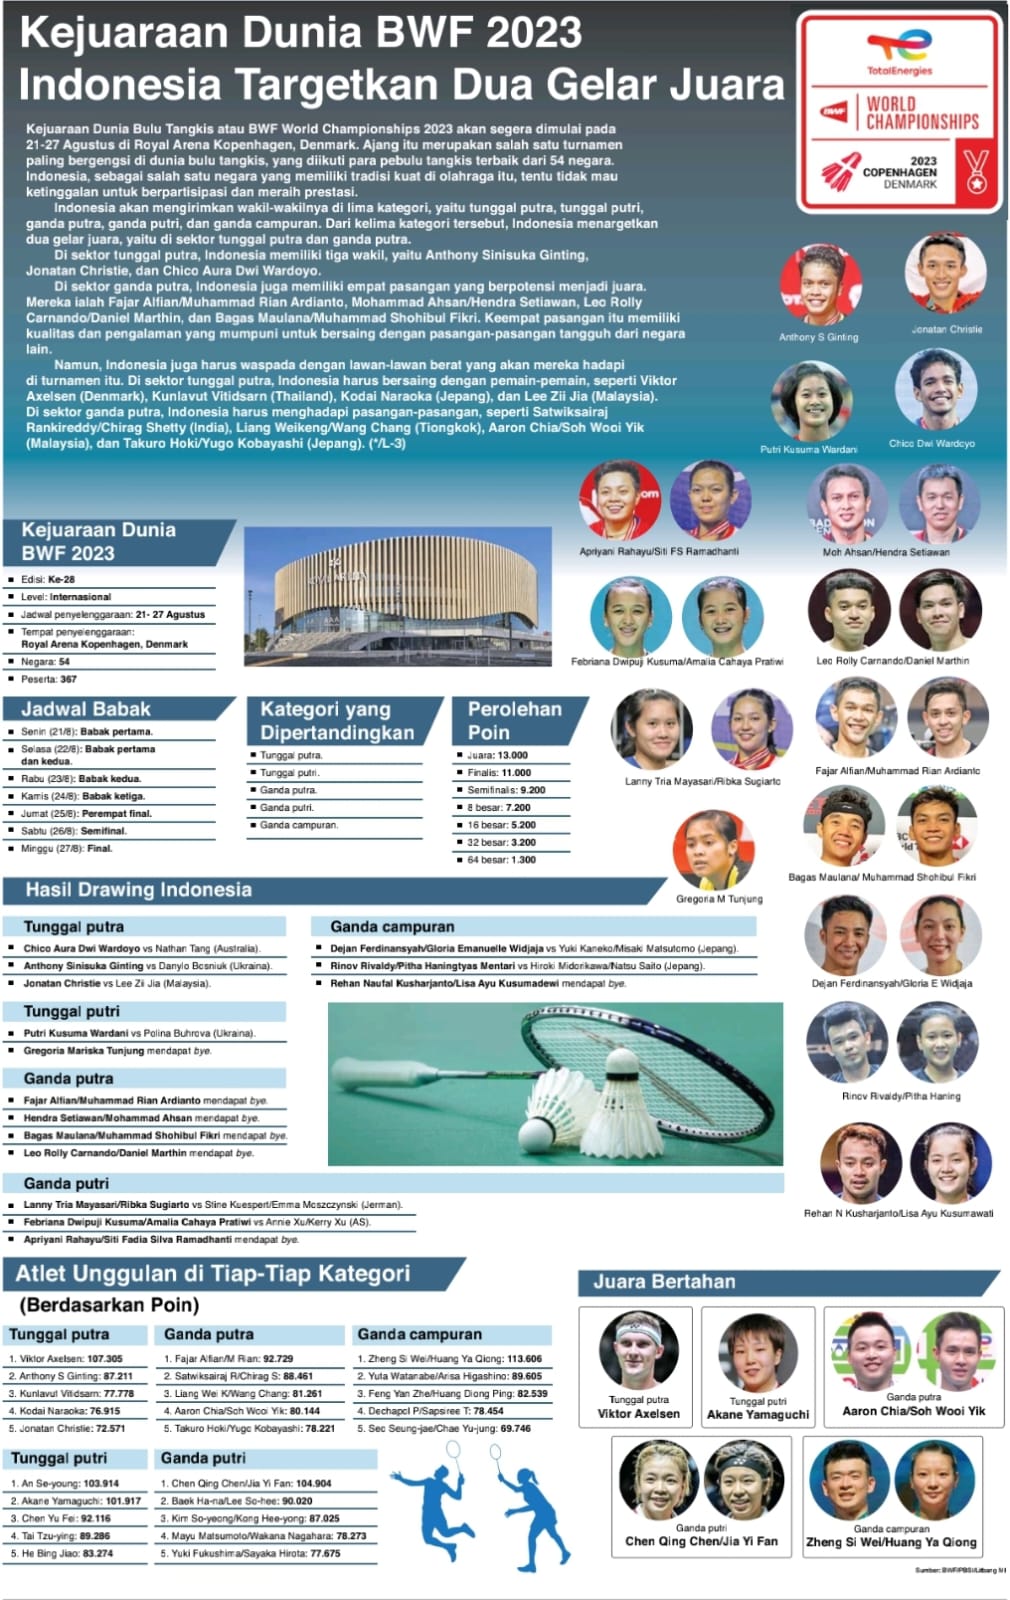 Kejuaraan Dunia BWF 2023
Indonesia Targetkan Dua Gelar Juara
TotalEnergies
BWF
WORLD
CHAMPIONSHIPS
2023
COPENHAGEN
DENMARK
Kejuaraan Dunia Bulu Tangkis atau BWF World Championships 2023 akan segera dimulai pada
21-27 Agustus di Royal Arena Kopenhagen, Denmark. Ajang itu merupakan salah satu turnamen
paling bergengsi di dunia bulu tangkis, yang diikuti para pebulu tangkis terbaik dari 54 negara.
Indonesia, sebagai salah satu negara yang memiliki tradisi kuat di olahraga itu, tentu tidak mau
ketinggalan untuk berpartisipasi dan meraih prestasi.
Indonesia akan mengirimkan wakil-wakilnya di lima kategori, yaitu tunggal putra, tunggal putri,
ganda putra, ganda putri, dan ganda campuran. Dari kelima kategori tersebut, Indonesia menargetkan
dua gelar juara, yaitu di sektor tunggal putra dan ganda putra.
Di sektor tunggal putra, Indonesia memiliki tiga wakil, yaitu Anthony Sinisuka Ginting,
Jonatan Christie, dan Chico Aura Dwi Wardoyo.
Di sektor ganda putra, Indonesia juga memiliki empat pasangan yang berpotensi menjadi juara.
Mereka ialah Fajar Alfian/Muhammad Rian Ardianto, Mohammad Ahsan/Hendra Setiawan, Leo Rolly
Carnando/Daniel Marthin, dan Bagas Maulana/Muhammad Shohibul Fikri. Keempat pasangan itu memiliki
kualitas dan pengalaman yang mumpuni untuk bersaing dengan pasangan-pasangan tangguh dari negara
lain.
Namun, Indonesia juga harus waspada dengan lawan-lawan berat yang akan mereka hadapi
di turnamen itu. Di sektor tunggal putra, Indonesia harus bersaing dengan pemain-pemain, seperti Viktor
Axelsen (Denmark), Kunlavut Vitidsarn (Thailand), Kodai Naraoka (Jepang), dan Lee Zii Jia (Malaysia).
Di sektor ganda putra, Indonesia harus menghadapi pasangan-pasangan, seperti Satwiksairaj
Rankireddy/Chirag Shetty (India), Liang Weikeng/Wang Chang (Tiongkok), Aaron Chia/Soh Wooi Yik
(Malaysia), dan Takuro Hoki/Yugo Kobayashi (Jepang). (*/L-3)
Anthony S Ginting
Jonatan Christie
Putri Kusuma Wardani
Chico Dwi Wardoyo
Apriyani Rahayu/Siti FS Ramadhanti
Moh Ahsan/Hendra Setiawan
Febriana Dwipuji Kusuma/Amalia Cahaya Pratiwi
Leo Rolly Carnando/Daniel Marthin
Lanny Tria Mayasari/Ribka Sugiarto
Fajar Alfian/Muhammad Rian Ardianto
Gregoria M Tunjung
Bagas Maulana/ Muhammad Shohibul Fikri
Dejan Ferdinansyah/Gloria E Widjaja
Rinov Rivaldy/Pitha Haning
Rehan N Kusharjanto/Lisa Ayu Kusumawati
Kejuaraan Dunia
BWF 2023
Edisi: Ke-28
Level: Internasional
Jadwal penyelenggaraan: 21- 27 Agustus
Tempat penyelenggaraan:
Royal Arena Kopenhagen, Denmark
Negara: 54
Peserta: 367
Jadwal Babak
Senin (21/8): Babak pertama.
Selasa (22/8): Babak pertama
dan kedua.
Rabu (23/8): Babak kedua.
Kamis (24/8): Babak ketiga.
Jumat (25/8): Perempat final.
Sabtu (26/8): Semifinal.
Minggu (27/8): Final.
Kategori yang
Dipertandingkan
Tunggal putra.
Tunggal putri.
Ganda putra.
Ganda putri.
Ganda campuran.
Perolehan
Poin
Juara: 13.000
Finalis: 11.000
Semifinalis: 9.200
8 besar: 7.200
16 besar: 5.200
32 besar: 3.200
64 besar: 1.300
Hasil Drawing Indonesia
Tunggal putra
Chico Aura Dwi Wardoyo vs Nathan Tang (Australia).
Anthony Sinisuka Ginting vs Danylo Bosniuk (Ukraina).
Jonatan Christie vs Lee Zii Jia (Malaysia).
Tunggal putri
Putri Kusuma Wardani vs Polina Buhrova (Ukraina).
Gregoria Mariska Tunjung mendapat bye.
Ganda putra
Fajar Alfian/Muhammad Rian Ardianto mendapat bye.
Hendra Setiawan/Mohammad Ahsan mendapat bye.
Bagas Maulana/Muhammad Shohibul Fikri mendapat bye.
Leo Rolly Carnando/Daniel Marthin mendapat bye.
Ganda campuran
Dejan Ferdinansyah/Gloria Emanuelle Widjaja vs Yuki Kaneko/Misaki Matsutomo (Jepang).
Rinov Rivaldy/Pitha Haningtyas Mentari vs Hiroki Midorikawa/Natsu Saito (Jepang).
Rehan Naufal Kusharjanto/Lisa Ayu Kusumadewi mendapat bye.
Ganda putri
Lanny Tria Mayasari/Ribka Sugiarto vs Stine Kuespert/Emma Moszczynski (Jerman).
Febriana Dwipuji Kusuma/Amalia Cahaya Pratiwi vs Annie Xu/Kerry Xu (AS).
Apriyani Rahayu/Siti Fadia Silva Ramadhanti mendapat bye.
Atlet Unggulan di Tiap-Tiap Kategori
(Berdasarkan Poin)
Tunggal putra
1. Viktor Axelsen: 107.305
2. Anthony S Ginting: 87.211
3. Kunlavut Vitidsarn: 77.778
4. Kodai Naraoka: 76.915
5. Jonatan Christie: 72.571
Ganda putra
1. Fajar Alfian/M Rian: 92.729
2. Satwiksairaj R/Chirag S: 88.461
3. Liang Wei K/Wang Chang: 81.261
4. Aaron Chia/Soh Wooi Yik: 80.144
5. Takuro Hoki/Yugo Kobayashi: 78.221
Ganda campuran
1. Zheng Si Wei/Huang Ya Qiong: 113.606
2. Yuta Watanabe/Arisa Higashino: 89.605
3. Feng Yan Zhe/Huang Diong Ping: 82.539
4. Dechapol P/Sapsiree T: 78.454
5. Seo Seung-jae/Chae Yu-jung: 69.746
Tunggal putri
1. An Se-young: 103.914
2. Akane Yamaguchi: 101.917
3. Chen Yu Fei: 92.116
4. Tai Tzu-ying: 89.286
5. He Bing Jiao: 83.274
Ganda putri
1. Chen Qing Chen/Jia Yi Fan: 104.904
2. Baek Ha-na/Lee So-hee: 90.020
3. Kim So-yeong/Kong Hee-yong: 87.025
4. Mayu Matsumoto/Wakana Nagahara: 78.273
5. Yuki Fukushima/Sayaka Hirota: 77.675
Juara Bertahan
Tunggal putra
Viktor Axelsen
Tunggal putri
Akane Yamaguchi
Ganda putra
Aaron Chia/Soh Wooi Yik
Ganda putri
Chen Qing Chen/Jia Yi Fan
Ganda campuran
Zheng Si Wei/Huang Ya Qiong
Sumber: BWF/PBSI/Litbang MI